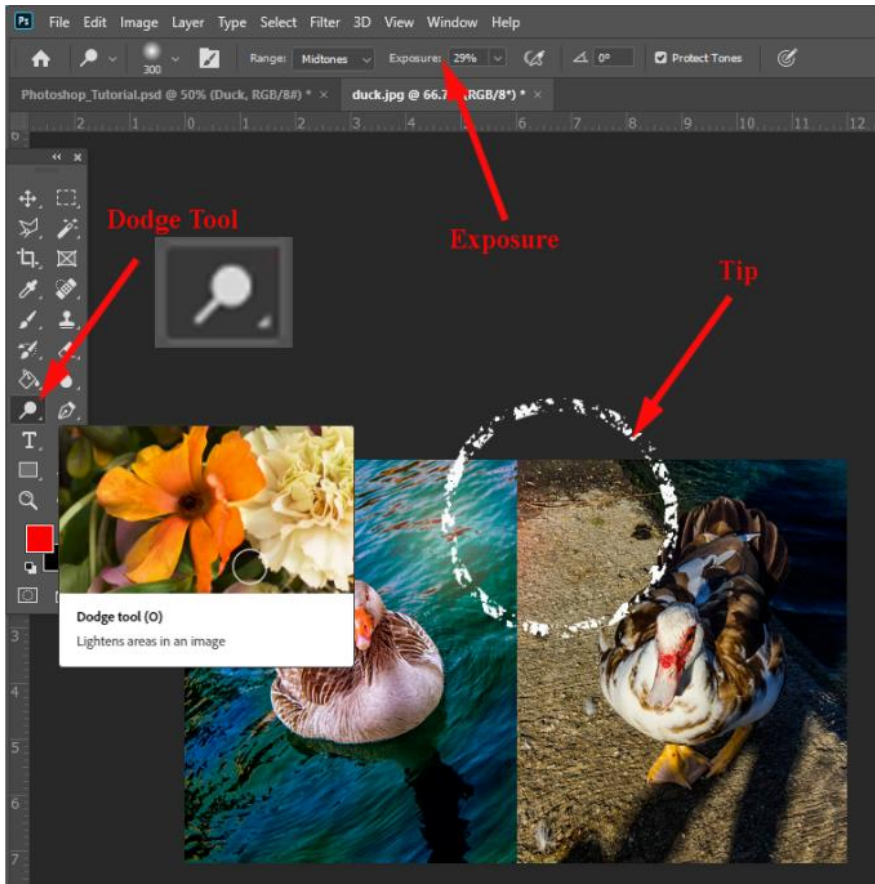 Ps File Edit Image Layer Type Select Filter 3D View Window Help
300 Range: Midtones Exposure: 29% 0° Protect Tones
Photoshop_Tutorial.psd @ 50% (Duck, RGB/8#) * × duck.jpg @ 66.7 (RGB/8*) * ×
2 1 0 1 2 3 4 5 6 7 8 9 10 11 12
Dodge Tool
Exposure
Tip
T
Dodge tool (O)
Lightens areas in an image
3
4
5
6
7